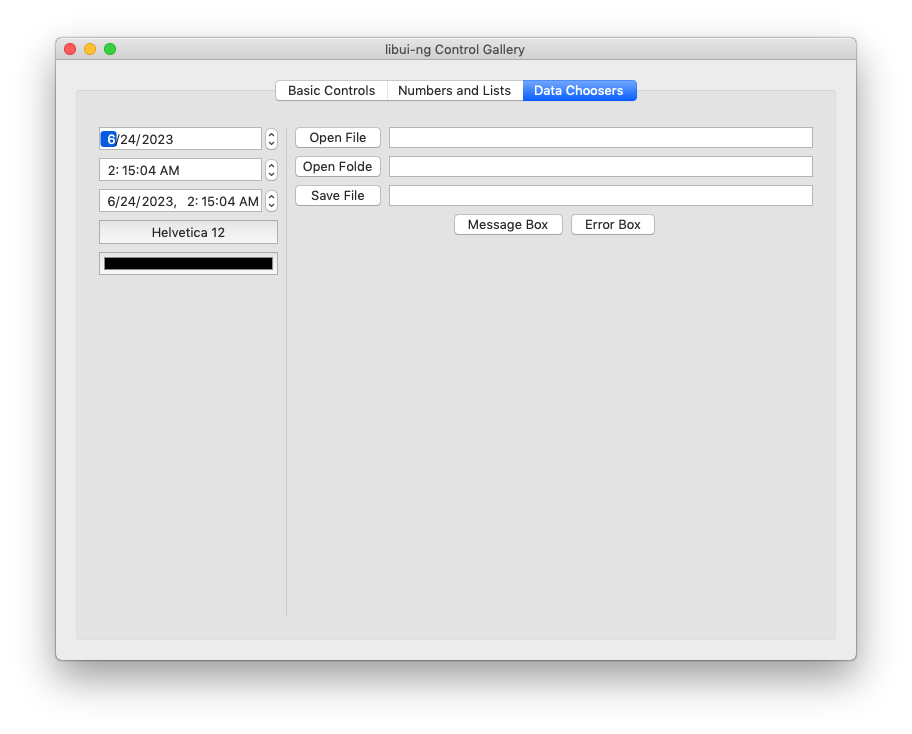 libui-ng Control Gallery
Basic Controls Numbers and Lists Data Choosers
6/24/2023
2:15:04 AM
6/24/2023, 2:15:04 AM
Helvetica 12
Open File
Open Folde
Save File
Message Box Error Box